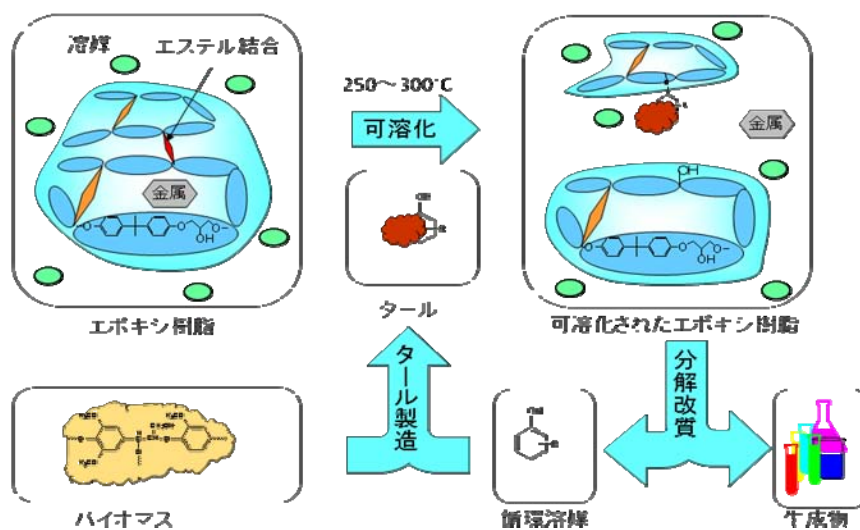 溶媒
エステル結合
金属
OH
エポキシ樹脂
250～300℃
可溶化
タール
金属
OH
OH
可溶化されたエポキシ樹脂
タール製造
分解改質
バイオマス
循環溶媒
生成物